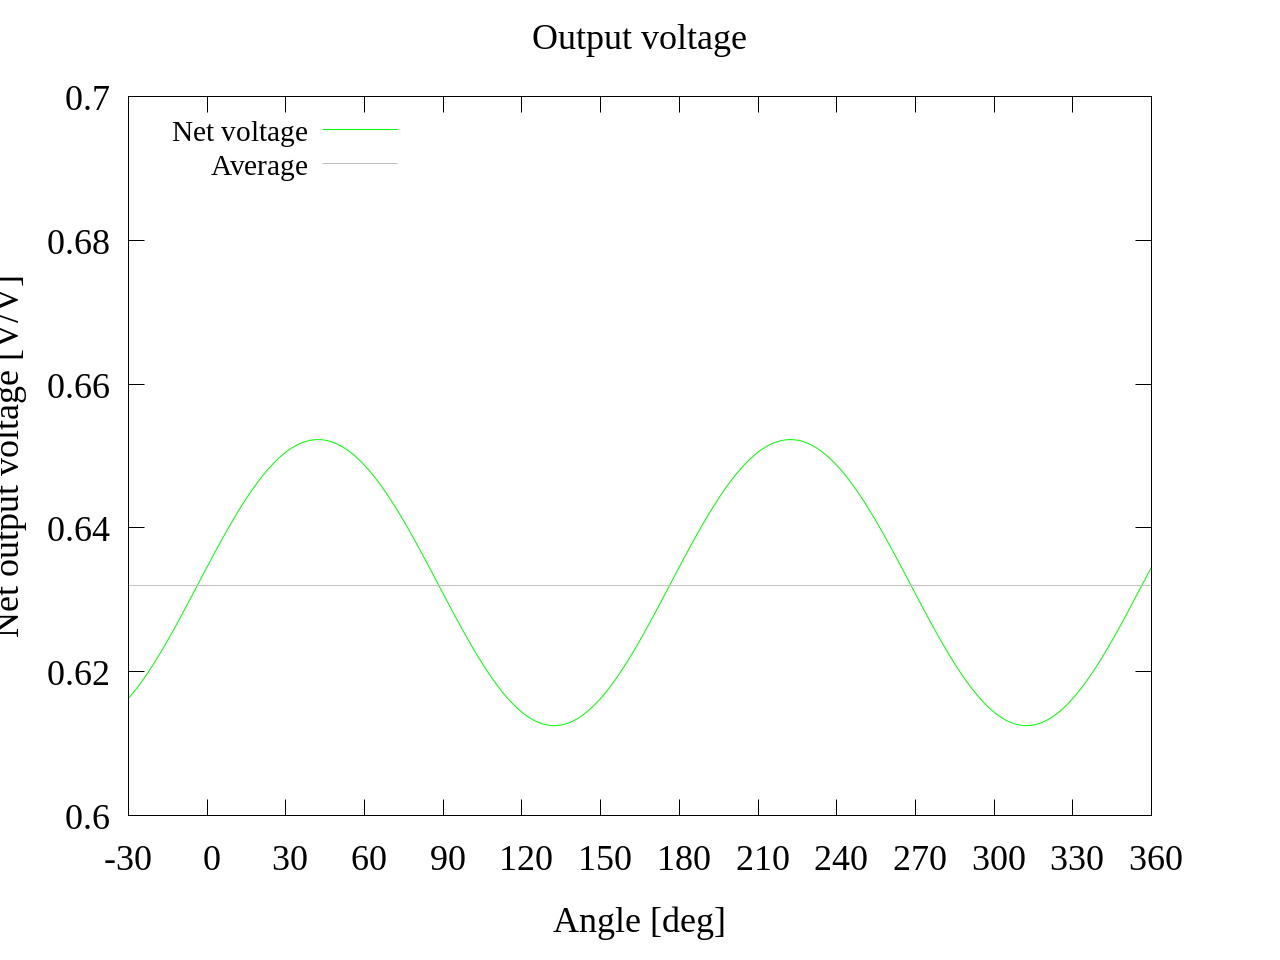 Output voltage
0.7
Net voltage
Average
0.68
0.66
0.64
0.62
0.6
Net output voltage [V/V]
-30 0 30 60 90 120 150 180 210 240 270 300 330 360
Angle [deg]